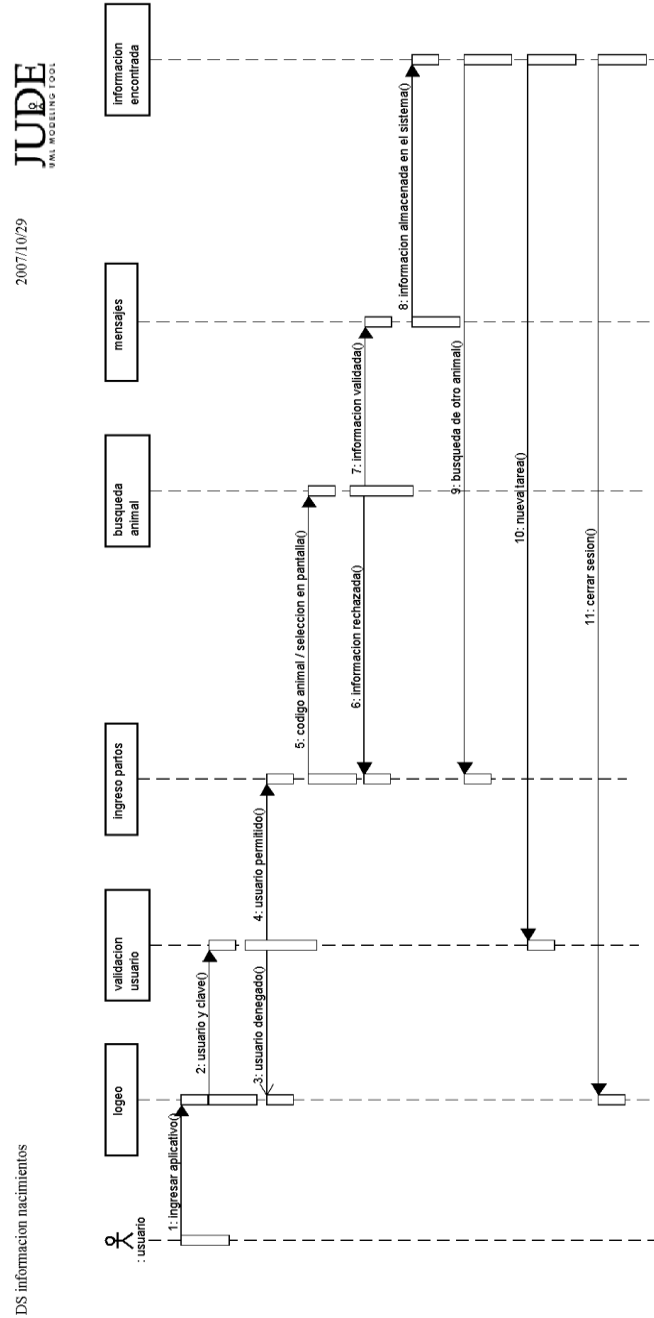 DS informacion nacimientos
2007/10/29
JUDE
UML MODELING TOOL
: usuario
logeo
validacion
usuario
ingreso partos
busqueda
animal
mensajes
informacion
encontrada
1: ingresar aplicativo()
2: usuario y clave()
3: usuario denegado()
4: usuario permitido()
5: codigo animal / seleccion en pantalla()
6: informacion rechazada()
7: informacion validada()
8: informacion almacenada en el sistema()
9: busqueda de otro animal()
10: nueva tarea()
11: cerrar sesion()